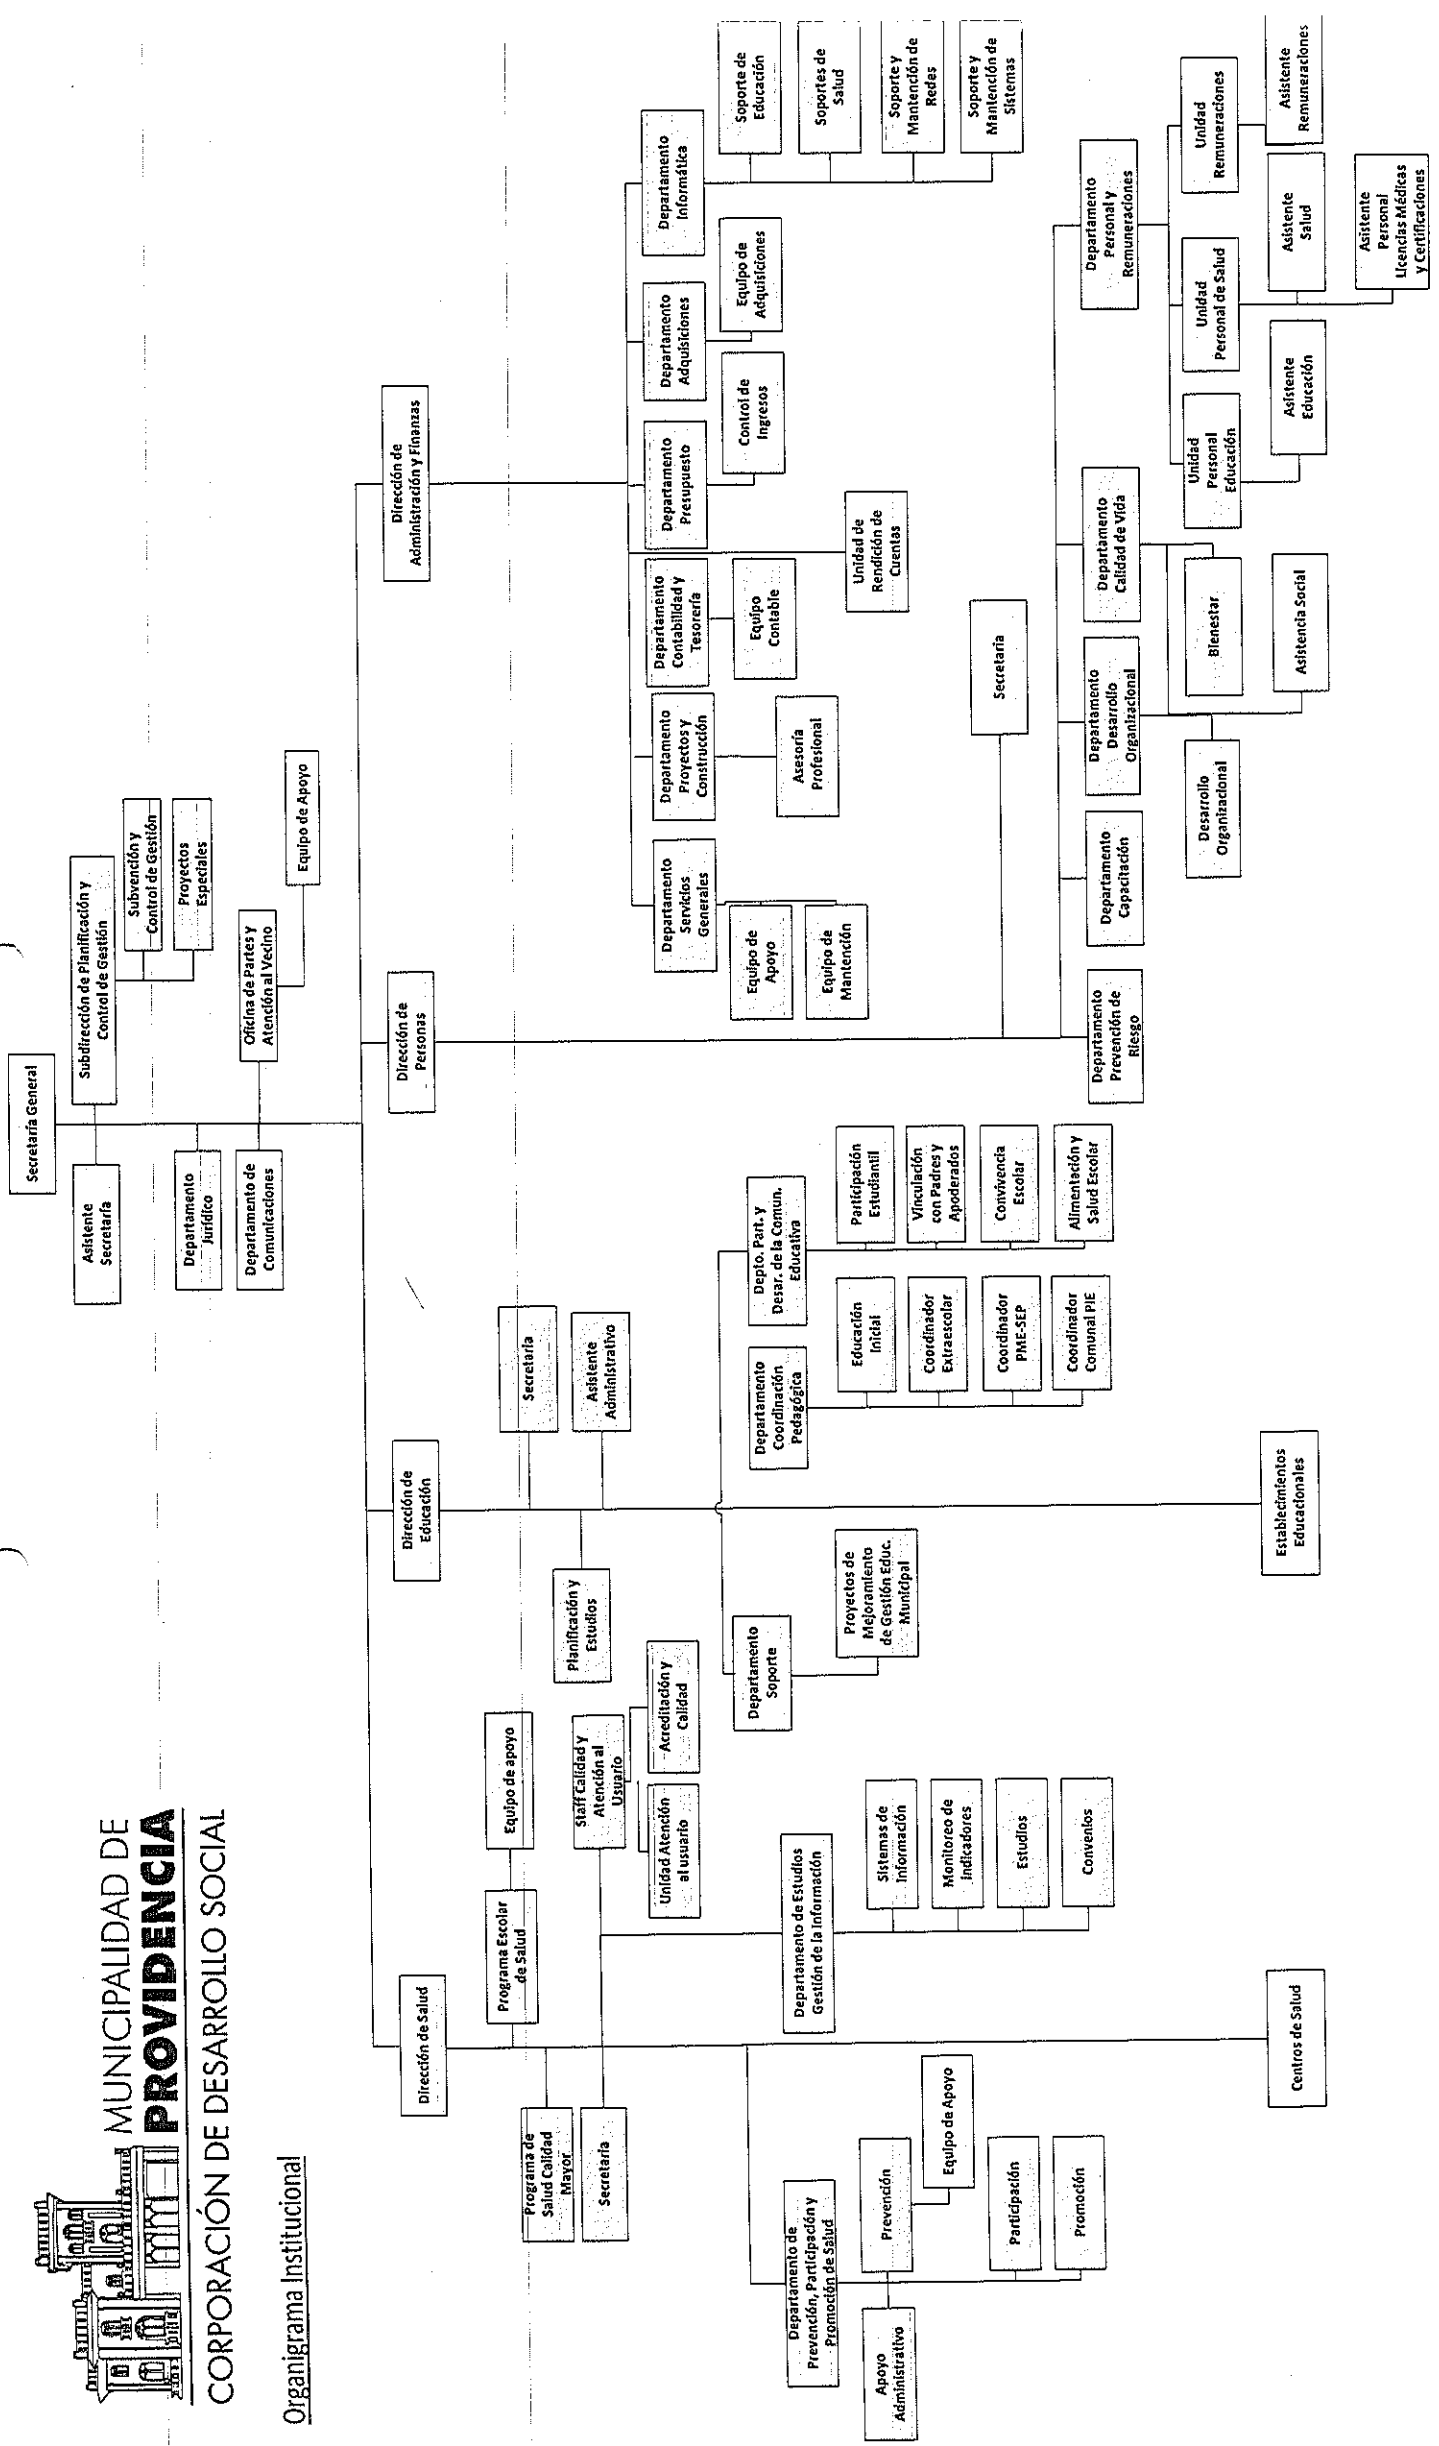 MUNICIPALIDAD DE
PROVIDENCIA
CORPORACIÓN DE DESARROLLO SOCIAL
Organigrama Institucional
Secretaría General
Asistente
Secretaría
Subdirección de Planificación y
Control de Gestión
Subvención y
Control de Gestión
Proyectos
Especiales
Departamento
Jurídico
Departamento de
Comunicaciones
Oficina de Partes y
Atención al Vecino
Equipo de Apoyo
Dirección de Salud
Dirección de
Educación
Dirección de
Personas
Dirección de
Administración y Finanzas
Programa Escolar
de Salud
Equipo de apoyo
Programa de
Salud Calidad
Mayor
Secretaría
Staff Calidad y
Atención al
Usuario
Unidad Atención
al usuario
Acreditación y
Calidad
Departamento de
Prevención, Participación y
Promoción de Salud
Apoyo
Administrativo
Prevención
Equipo de Apoyo
Participación
Promoción
Departamento de Estudios
Gestión de la Información
Sistemas de
Información
Monitoreo de
Indicadores
Estudios
Convenios
Centros de Salud
Secretaría
Asistente
Administrativo
Planificación y
Estudios
Departamento
Soporte
Proyectos de
Mejoramiento
de Gestión Educ.
Municipal
Departamento
Coordinación
Pedagógica
Educación
Inicial
Coordinador
Extraescolar
Coordinador
PME-SEP
Coordinador
Comunal PIE
Depto. Part. y
Desar. de la Comun.
Educativa
Participación
Estudiantil
Vinculación
con Padres y
Apoderados
Convivencia
Escolar
Alimentación y
Salud Escolar
Establecimientos
Educacionales
Departamento
Servicios
Generales
Equipo de
Apoyo
Equipo de
Mantención
Departamento
Proyectos y
Construcción
Asesoría
Profesional
Departamento
Contabilidad y
Tesorería
Equipo
Contable
Departamento
Presupuesto
Control de
Ingresos
Unidad de
Rendición de
Cuentas
Departamento
Adquisiciones
Equipo de
Adquisiciones
Departamento
Informática
Soporte de
Educación
Soportes de
Salud
Soporte y
Mantención de
Redes
Soporte y
Mantención de
Sistemas
Secretaria
Departamento
Prevención de
Riesgo
Departamento
Capacitación
Departamento
Desarrollo
Organizacional
Desarrollo
Organizacional
Departamento
Calidad de Vida
Bienestar
Asistencia Social
Departamento
Personal y
Remuneraciones
Unidad
Personal
Educación
Asistente
Educación
Unidad
Personal de Salud
Asistente
Salud
Asistente
Personal
Licencias Médicas
y Certificaciones
Unidad
Remuneraciones
Asistente
Remuneraciones